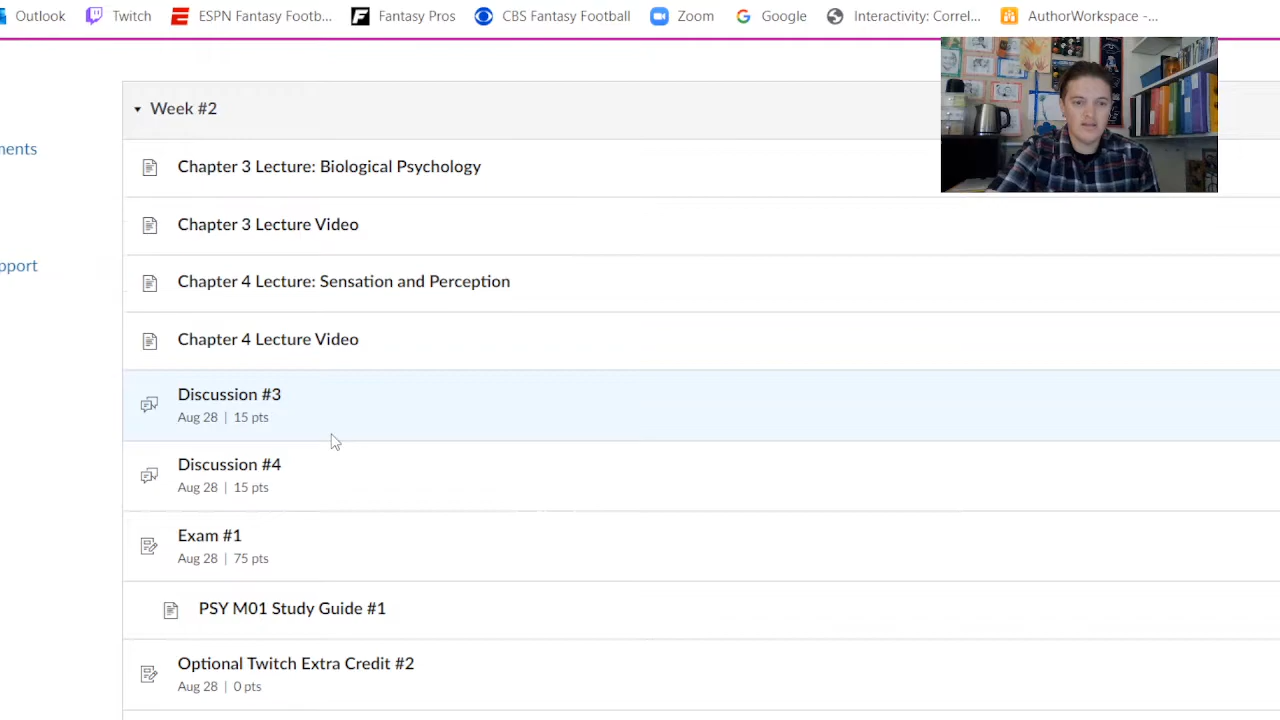 Outlook Twitch ESPN Fantasy Footb... Fantasy Pros CBS Fantasy Football Zoom Google Interactivity: Correl... AuthorWorkspace -...
Week #2
ments
Chapter 3 Lecture: Biological Psychology
Chapter 3 Lecture Video
pport
Chapter 4 Lecture: Sensation and Perception
Chapter 4 Lecture Video
Discussion #3
Aug 28 | 15 pts
Discussion #4
Aug 28 | 15 pts
Exam #1
Aug 28 | 75 pts
PSY M01 Study Guide #1
Optional Twitch Extra Credit #2
Aug 28 | 0 pts